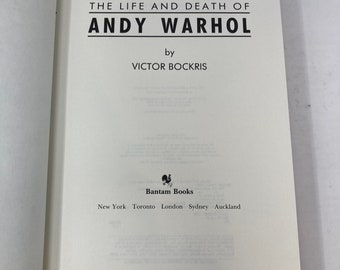 THE LIFE AND DEATH OF
ANDY WARHOL
by
VICTOR BOCKRIS
Bantam Books
New York Toronto London Sydney Auckland